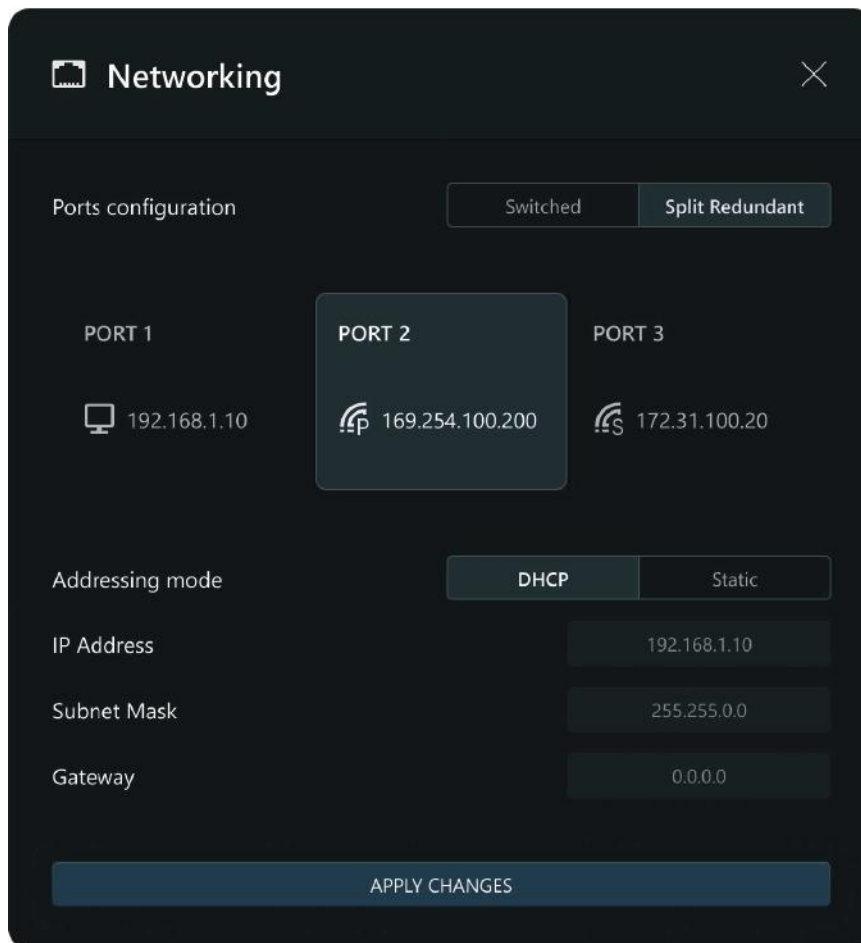 Networking
Ports configuration
Switched
Split Redundant
PORT 1
PORT 2
PORT 3
192.168.1.10
P 169.254.100.200
S 172.31.100.20
Addressing mode
DHCP
Static
IP Address
192.168.1.10
Subnet Mask
255.255.0.0
Gateway
0.0.0.0
APPLY CHANGES